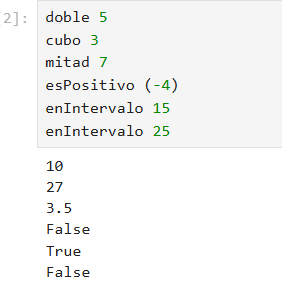 [2]:
doble 5
cubo 3
mitad 7
esPositivo (-4)
enIntervalo 15
enIntervalo 25
10
27
3.5
False
True
False